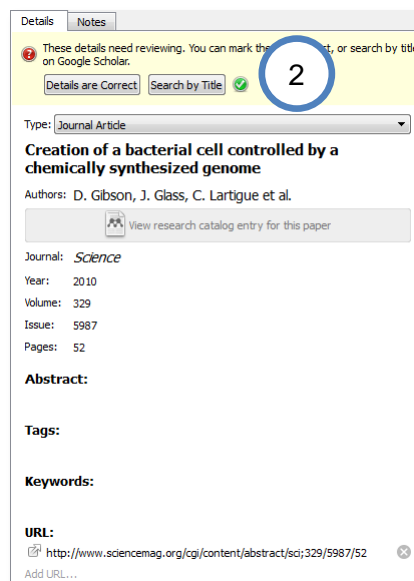 Details Notes
These details need reviewing. You can mark the t, or search by title
on Google Scholar.
Details are Correct Search by Title
2
Type: Journal Article
Creation of a bacterial cell controlled by a
chemically synthesized genome
Authors: D. Gibson, J. Glass, C. Lartigue et al.
View research catalog entry for this paper
Journal: Science
Year: 2010
Volume: 329
Issue: 5987
Pages: 52
Abstract:
Tags:
Keywords:
URL:
http://www.sciencemag.org/cgi/content/abstract/sci;329/5987/52
Add URL...